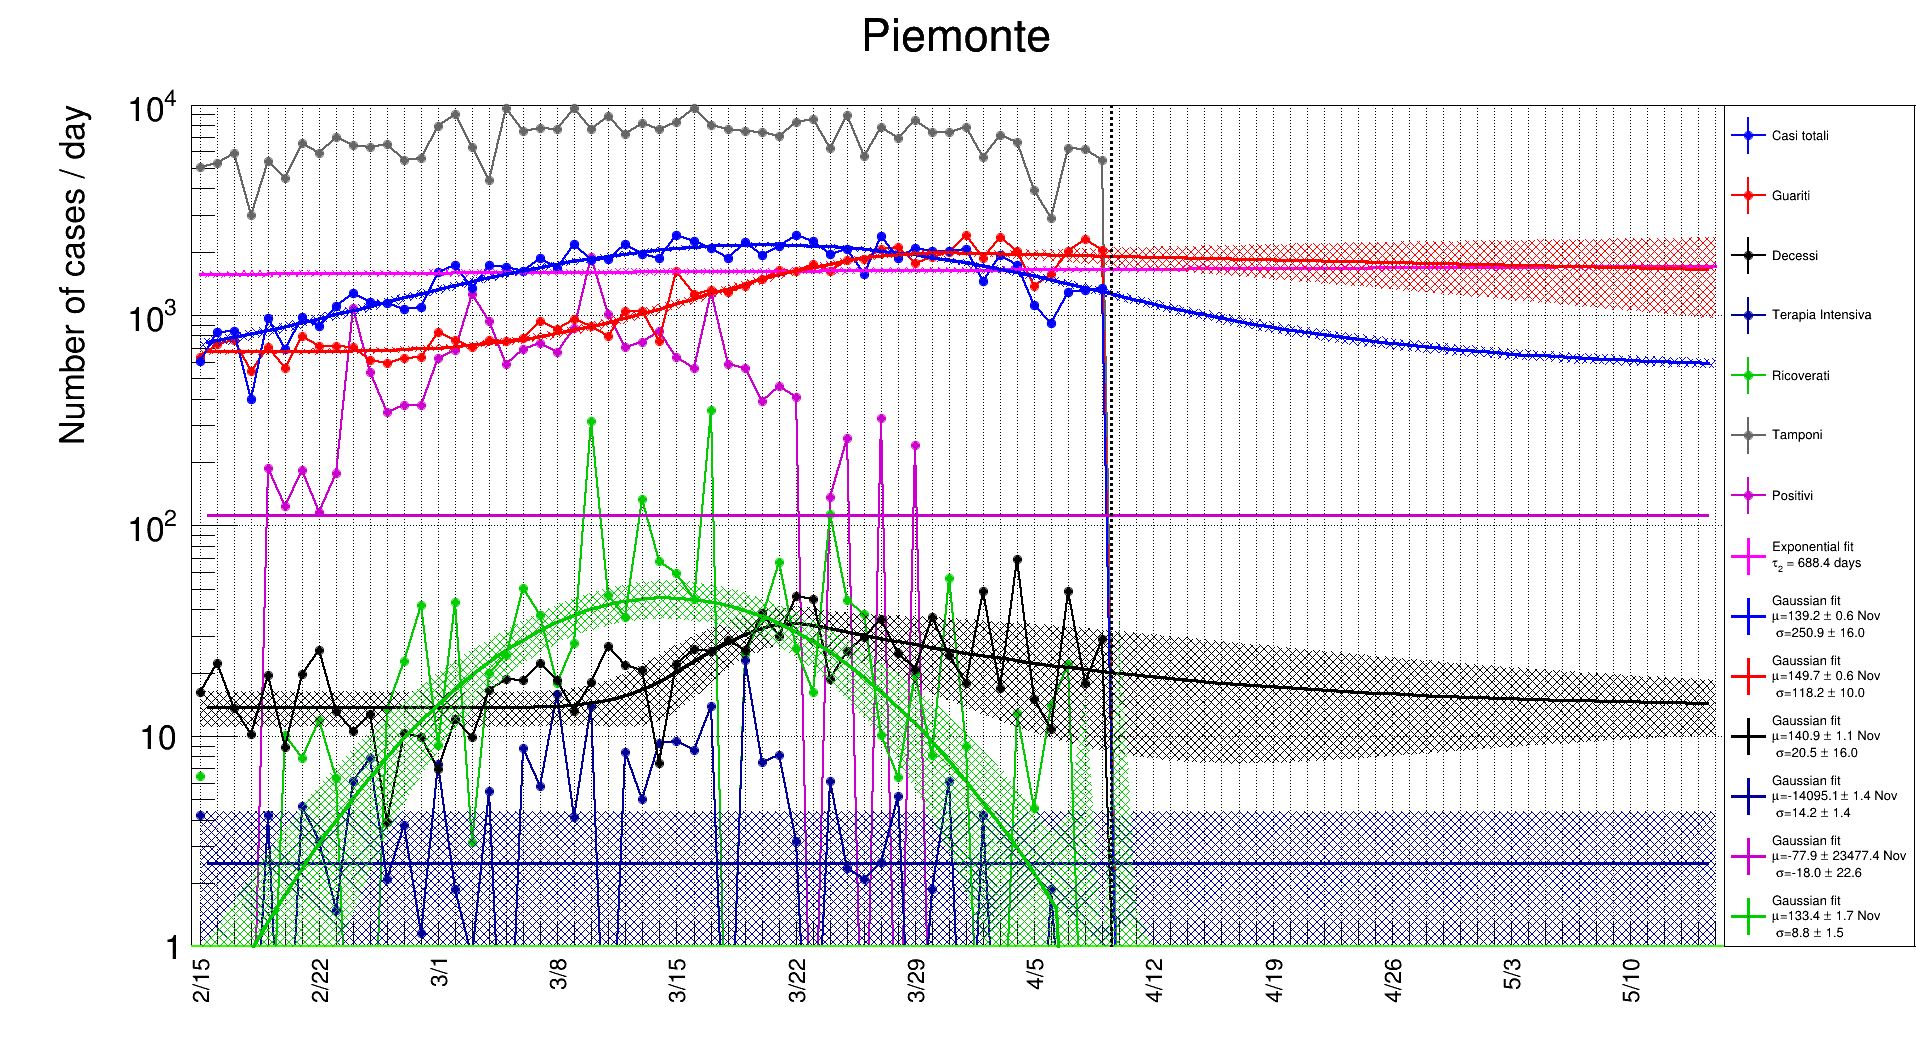 Piemonte
Number of cases / day
10^4
10^3
10^2
10
1
2/15
2/22
3/1
3/8
3/15
3/22
3/29
4/5
4/12
4/19
4/26
5/3
5/10
Casi totali
Guariti
Decessi
Terapia Intensiva
Ricoverati
Tamponi
Positivi
Exponential fit
τ_2 = 688.4 days
Gaussian fit
μ=139.2 ± 0.6 Nov
σ=250.9 ± 16.0
Gaussian fit
μ=149.7 ± 0.6 Nov
σ=118.2 ± 10.0
Gaussian fit
μ=140.9 ± 1.1 Nov
σ=20.5 ± 16.0
Gaussian fit
μ=-14095.1 ± 1.4 Nov
σ=14.2 ± 1.4
Gaussian fit
μ=-77.9 ± 23477.4 Nov
σ=-18.0 ± 22.6
Gaussian fit
μ=133.4 ± 1.7 Nov
σ=8.8 ± 1.5